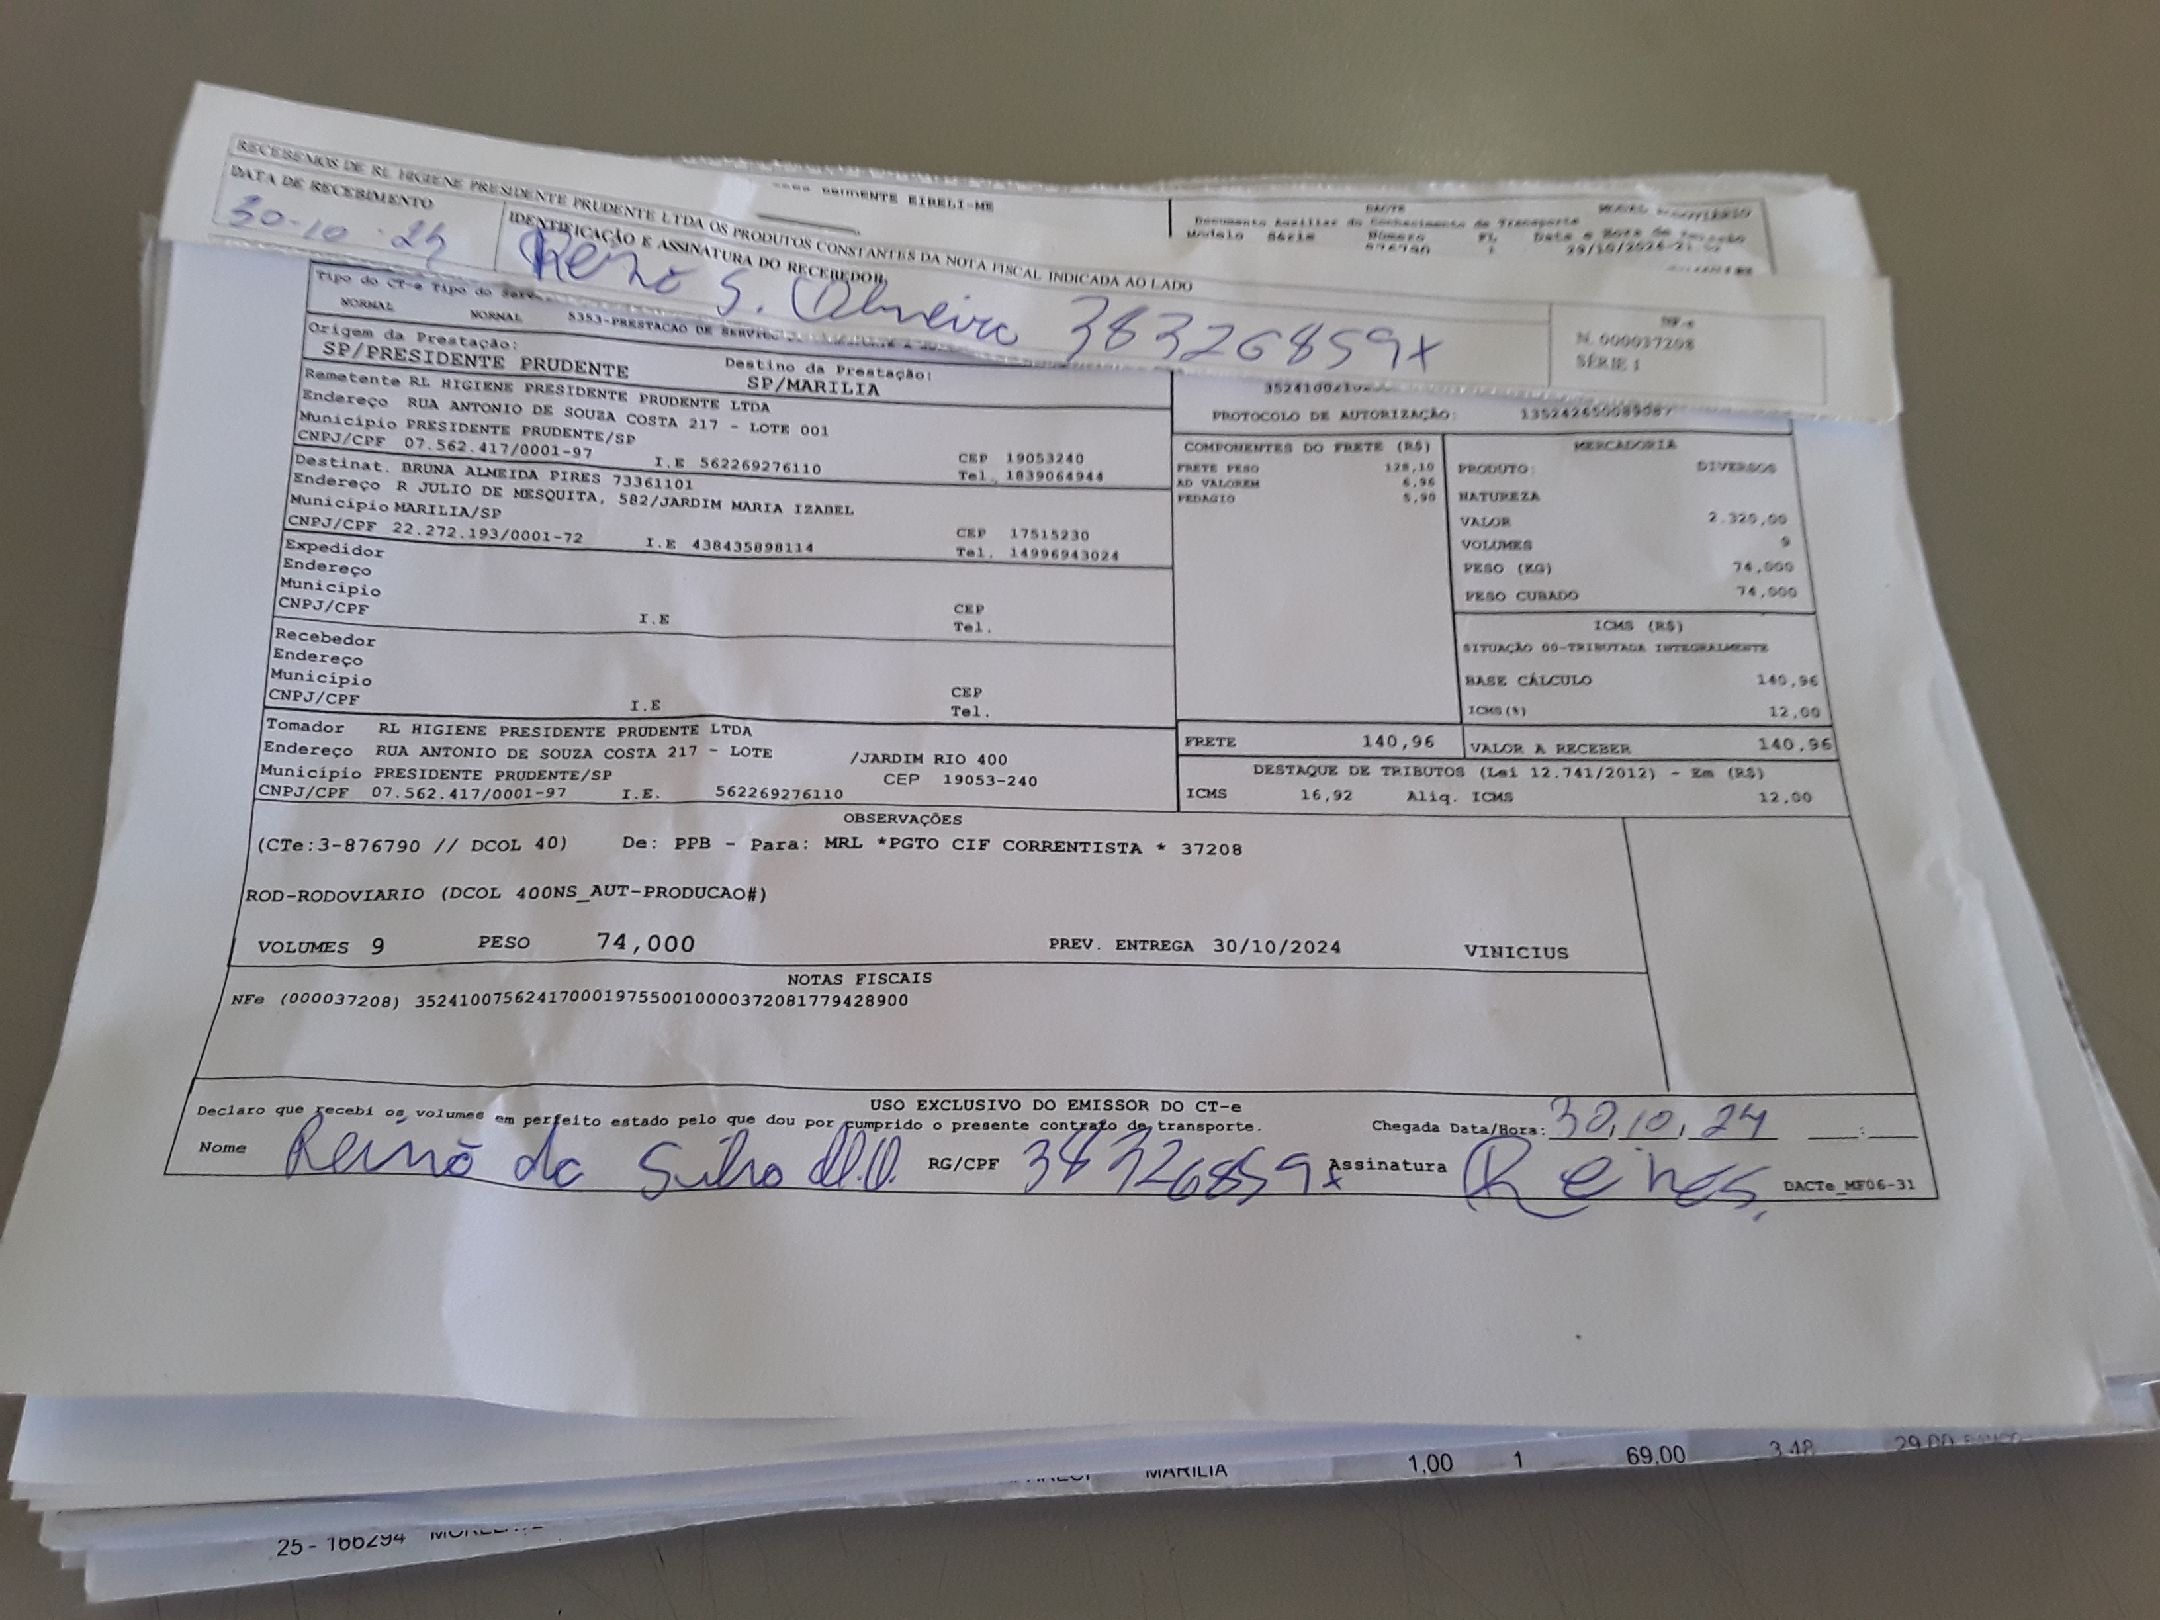 RECEBEMOS DE RL HIGIENE PRESIDENTE PRUDENTE LTDA OS PRODUTOS CONSTANTES DA NOTA FISCAL INDICADA AO LADO
DATA DE RECEBIMENTO
30-10-24
IDENTIFICAÇÃO E ASSINATURA DO RECEBEDOR
S. Oliveira 38326859x
NF-e
N. 000037208
SÉRIE 1
EIRELI-ME
DACTE
Documento Auxiliar do Conhecimento de Transporte
Modelo Série Número FL Data e Hora de Emissão
876790 1
Tipo do CT-e Tipo do
NORMAL NORMAL 5353-PRESTACAO DE
Origem da Prestação: Destino da Prestação:
SP/PRESIDENTE PRUDENTE SP/MARILIA
PROTOCOLO DE AUTORIZAÇÃO:
Remetente RL HIGIENE PRESIDENTE PRUDENTE LTDA
Endereço RUA ANTONIO DE SOUZA COSTA 217 - LOTE 001
Município PRESIDENTE PRUDENTE/SP CEP 19053240
CNPJ/CPF 07.562.417/0001-97 I.E 562269276110 Tel. 1839064944
Destinat. BRUNA ALMEIDA PIRES 73361101
Endereço R JULIO DE MESQUITA, 582/JARDIM MARIA IZABEL
Município MARILIA/SP CEP 17515230
CNPJ/CPF 22.272.193/0001-72 I.E 438435898114 Tel. 14996943024
Expedidor
Endereço
Município CEP
CNPJ/CPF I.E Tel.
Recebedor
Endereço
Município CEP
CNPJ/CPF I.E Tel.
Tomador RL HIGIENE PRESIDENTE PRUDENTE LTDA
Endereço RUA ANTONIO DE SOUZA COSTA 217 - LOTE /JARDIM RIO 400
Município PRESIDENTE PRUDENTE/SP CEP 19053-240
CNPJ/CPF 07.562.417/0001-97 I.E. 562269276110
COMPONENTES DO FRETE (R$)
FRETE PESO 128,10
AD VALOREM 6,96
PEDAGIO 5,90
MERCADORIA
PRODUTO: DIVERSOS
NATUREZA
VALOR 2.320,00
VOLUMES 9
PESO (KG) 74,000
PESO CUBADO 74,000
ICMS (R$)
SITUAÇÃO 00-TRIBUTADA INTEGRALMENTE
BASE CÁLCULO 140,96
ICMS(%) 12,00
FRETE 140,96 VALOR A RECEBER 140,96
DESTAQUE DE TRIBUTOS (Lei 12.741/2012) - Em (R$)
ICMS 16,92 Aliq. ICMS 12,00
OBSERVAÇÕES
(CTe:3-876790 // DCOL 40) De: PPB - Para: MRL *PGTO CIF CORRENTISTA * 37208
ROD-RODOVIARIO (DCOL 400NS_AUT-PRODUCAO#)
VOLUMES 9 PESO 74,000 PREV. ENTREGA 30/10/2024 VINICIUS
NOTAS FISCAIS
NFe (000037208) 35241007562417000197550010000372081779428900
USO EXCLUSIVO DO EMISSOR DO CT-e
Declaro que recebi os volumes em perfeito estado pelo que dou por cumprido o presente contrato de transporte. Chegada Data/Hora: 30,10,24 __:__
Nome da Silva RG/CPF 38326859x Assinatura
DACTe_MF06-31
MARILIA 1,00 1 69,00 3,48
25- 166294